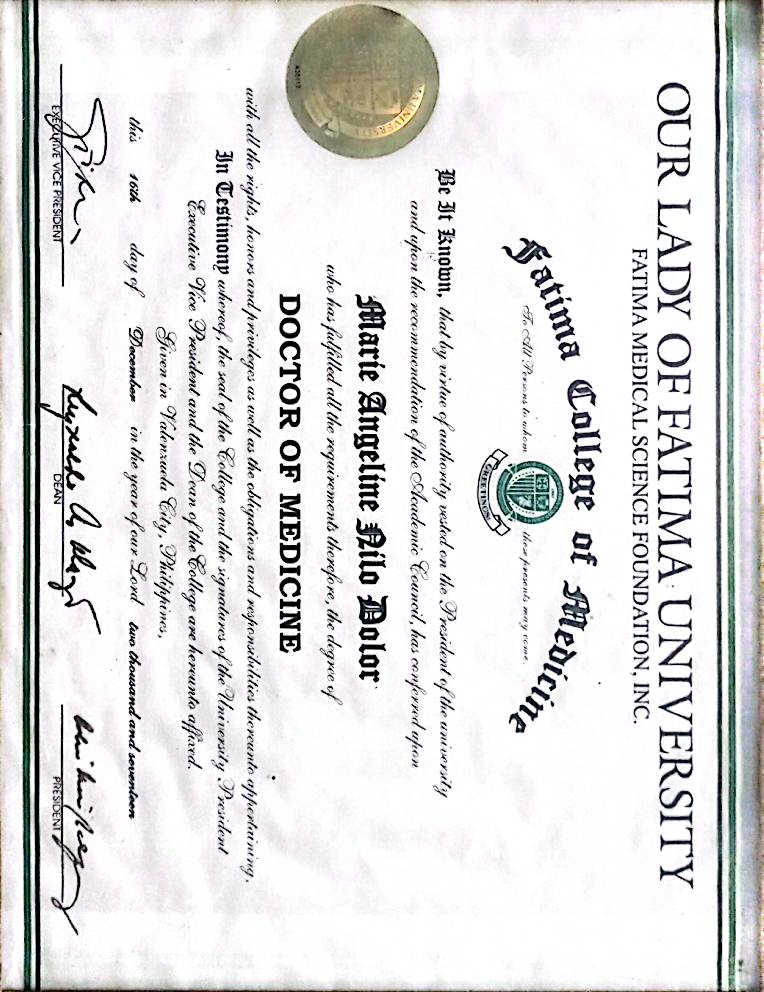 OUR LADY OF FATIMA UNIVERSITY
FATIMA MEDICAL SCIENCE FOUNDATION, INC.
Fatima College of Medicine
To All Persons to whom these presents may come,
GREETINGS
Be It Known, that by virtue of authority vested on the President of the university
and upon the recommendation of the Academic Council, has conferred upon
Marie Angeline Nilo Dolor
who has fulfilled all the requirements therefore, the degree of
DOCTOR OF MEDICINE
with all the rights, honors and privileges as well as the obligations and responsibilities thereunto appertaining.
In Testimony whereof, the seal of the College and the signatures of the University President
Executive Vice President and the Dean of the College are hereunto affixed.
Given in Valenzuela City, Philippines,
this 16th day of December in the year of our Lord two thousand and seventeen
EXECUTIVE VICE PRESIDENT
DEAN
PRESIDENT